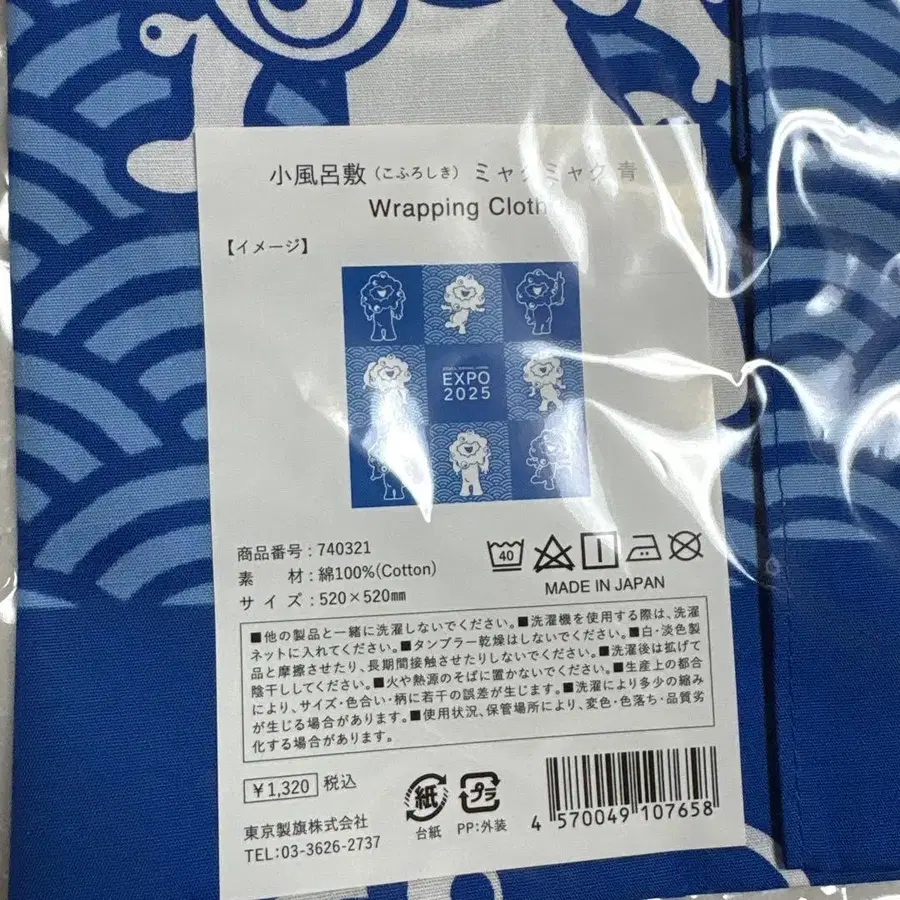 小風呂敷(こふろしき) ミャクミャク 青
Wrapping Cloth
【イメージ】
EXPO
2025
商品番号:740321
素 材:綿100%(Cotton)
サイズ:520×520㎜
40
MADE IN JAPAN
■他の製品と一緒に洗濯しないでください。■洗濯機を使用する際は、洗濯
ネットに入れてください。■タンブラー乾燥はしないでください。■白・淡色製
品と摩擦させたり、長期間接触させたりしないでください。■洗濯後は拡げて
陰干ししてください。■火や熱源のそばに置かないでください。■生産上の都合
により、サイズ・色合い・柄に若干の誤差が生じます。■洗濯により多少の縮み
が生じる場合があります。■使用状況、保管場所により、変色・色落ち・品質劣
化する場合があります。
¥1,320 税込
紙
台紙
プラ
PP:外装
東京製旗株式会社
TEL:03-3626-2737
4 570049 107658